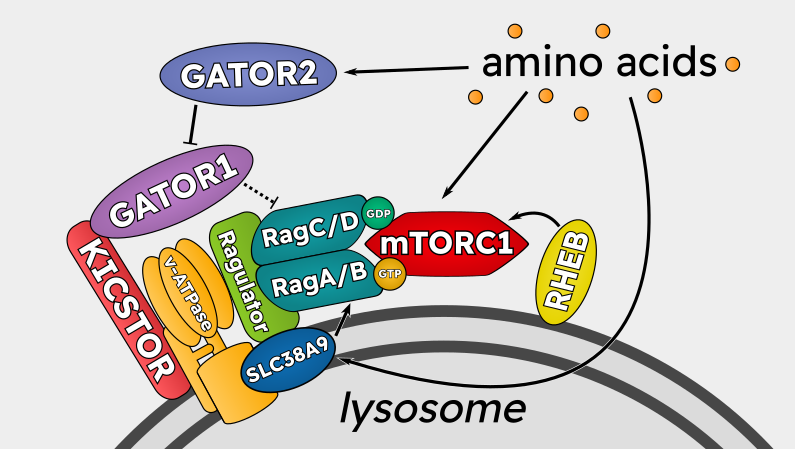 amino acids
GATOR2
GATOR1
KICSTOR
v-ATPase
Ragulator
RagC/D
GDP
RagA/B
GTP
mTORC1
RHEB
SLC38A9
lysosome